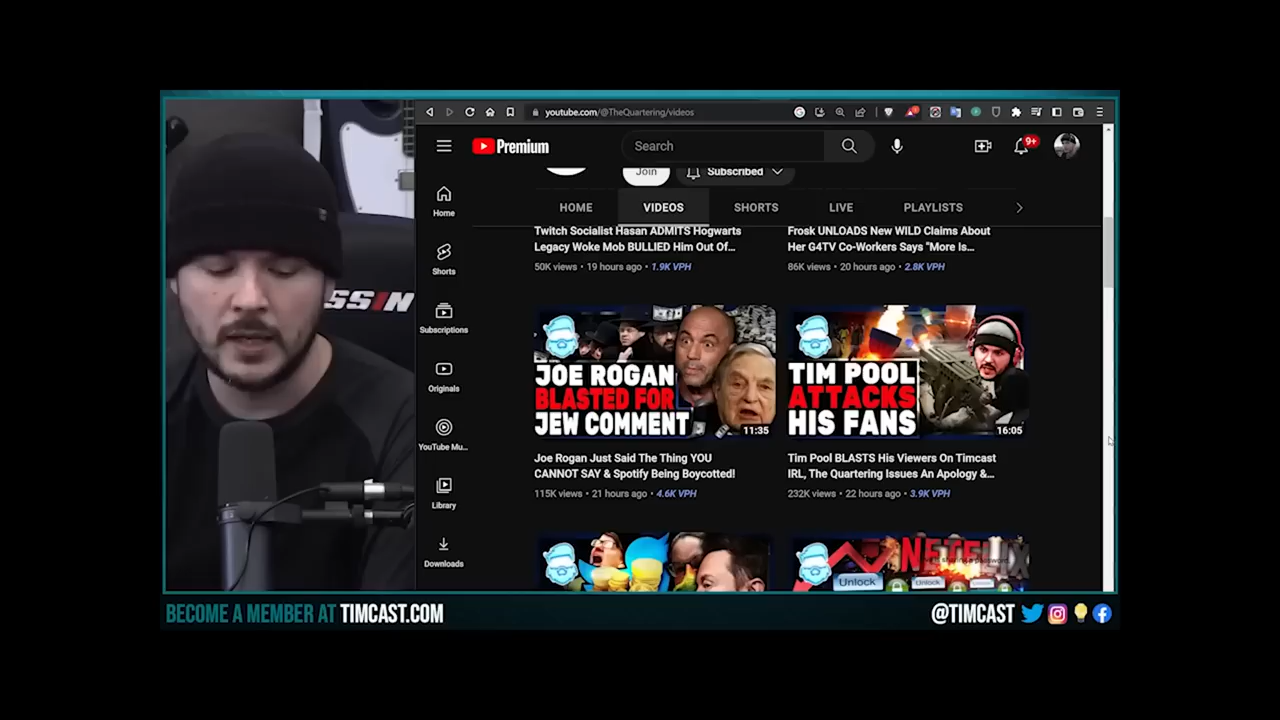 youtube.com/@TheQuartering/videos
Premium
Search
9+
Join
Subscribed
HOME
VIDEOS
SHORTS
LIVE
PLAYLISTS
Home
Shorts
Subscriptions
Originals
YouTube Mu...
Library
Downloads
Twitch Socialist Hasan ADMITS Hogwarts
Legacy Woke Mob BULLIED Him Out Of...
50K views • 19 hours ago • 1.9K VPH
Frosk UNLOADS New WILD Claims About
Her G4TV Co-Workers Says "More Is...
86K views • 20 hours ago • 2.8K VPH
JOE ROGAN
BLASTED FOR
JEW COMMENT
11:35
Joe Rogan Just Said The Thing YOU
CANNOT SAY & Spotify Being Boycotted!
115K views • 21 hours ago • 4.6K VPH
TIM POOL
ATTACKS
HIS FANS
16:05
Tim Pool BLASTS His Viewers On Timcast
IRL, The Quartering Issues An Apology &...
232K views • 22 hours ago • 3.9K VPH
NETFLIX
Unlock
Unlock
SSIN
BECOME A MEMBER AT TIMCAST.COM
@TIMCAST